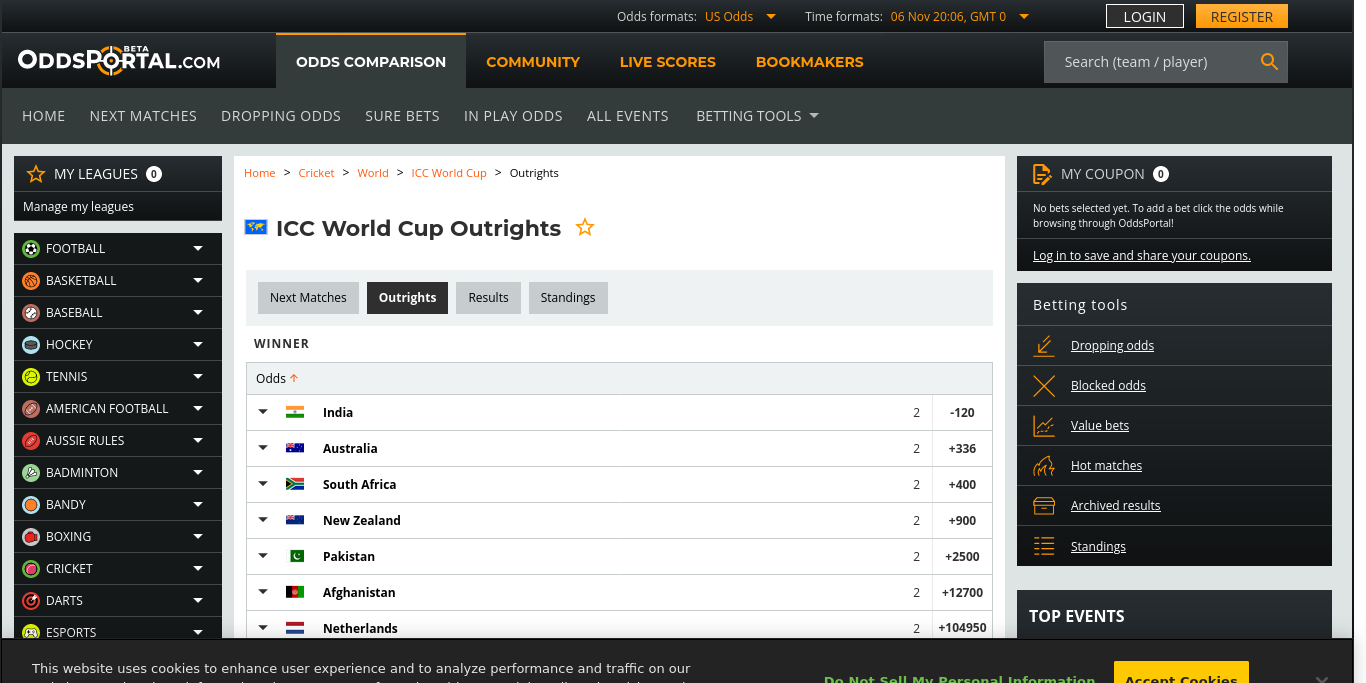 Odds formats: US Odds
Time formats: 06 Nov 20:06, GMT 0
LOGIN
REGISTER
ODDSPORTAL.COM
BETA
ODDS COMPARISON
COMMUNITY
LIVE SCORES
BOOKMAKERS
Search (team / player)
HOME
NEXT MATCHES
DROPPING ODDS
SURE BETS
IN PLAY ODDS
ALL EVENTS
BETTING TOOLS
MY LEAGUES 0
Manage my leagues
FOOTBALL
BASKETBALL
BASEBALL
HOCKEY
TENNIS
AMERICAN FOOTBALL
AUSSIE RULES
BADMINTON
BANDY
BOXING
CRICKET
DARTS
ESPORTS
Home > Cricket > World > ICC World Cup > Outrights
ICC World Cup Outrights
Next Matches
Outrights
Results
Standings
WINNER
Odds
India 2 -120
Australia 2 +336
South Africa 2 +400
New Zealand 2 +900
Pakistan 2 +2500
Afghanistan 2 +12700
Netherlands 2 +104950
MY COUPON 0
No bets selected yet. To add a bet click the odds while
browsing through OddsPortal!
Log in to save and share your coupons.
Betting tools
Dropping odds
Blocked odds
Value bets
Hot matches
Archived results
Standings
TOP EVENTS
This website uses cookies to enhance user experience and to analyze performance and traffic on our
Do Not Sell My Personal Information
Accept Cookies